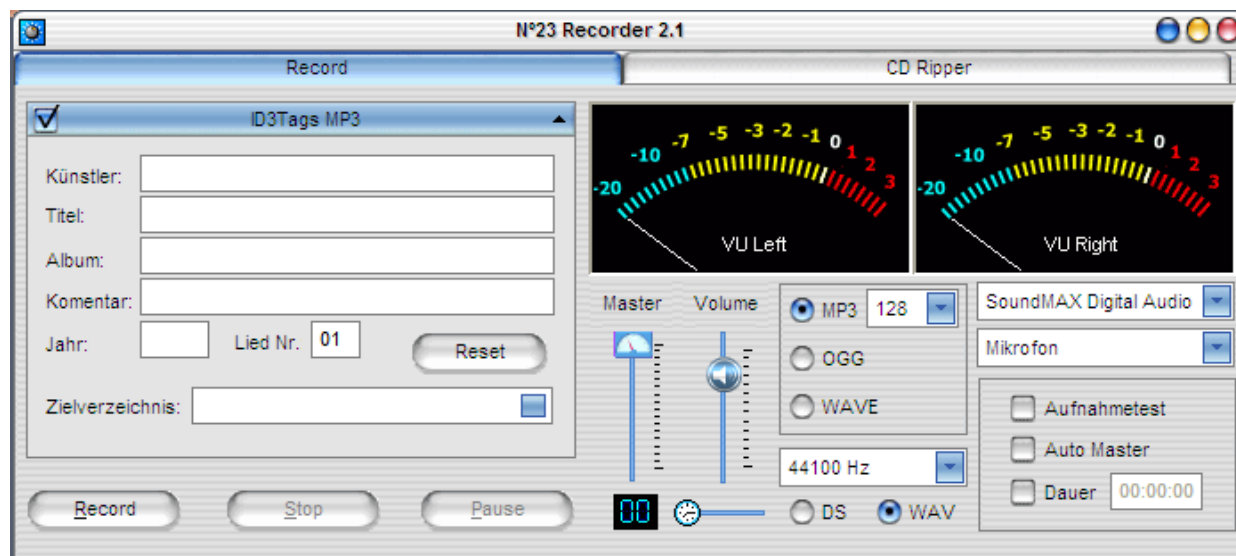 N°23 Recorder 2.1
Record
CD Ripper
ID3Tags MP3
Künstler:
Titel:
Album:
Komentar:
Jahr:
Lied Nr. 01
Reset
Zielverzeichnis:
Record
Stop
Pause
-20 -10 -7 -5 -3 -2 -1 0 1 2 3
VU Left
-20 -10 -7 -5 -3 -2 -1 0 1 2 3
VU Right
Master
Volume
MP3 128
OGG
WAVE
44100 Hz
00
DS
WAV
SoundMAX Digital Audio
Mikrofon
Aufnahmetest
Auto Master
Dauer 00:00:00